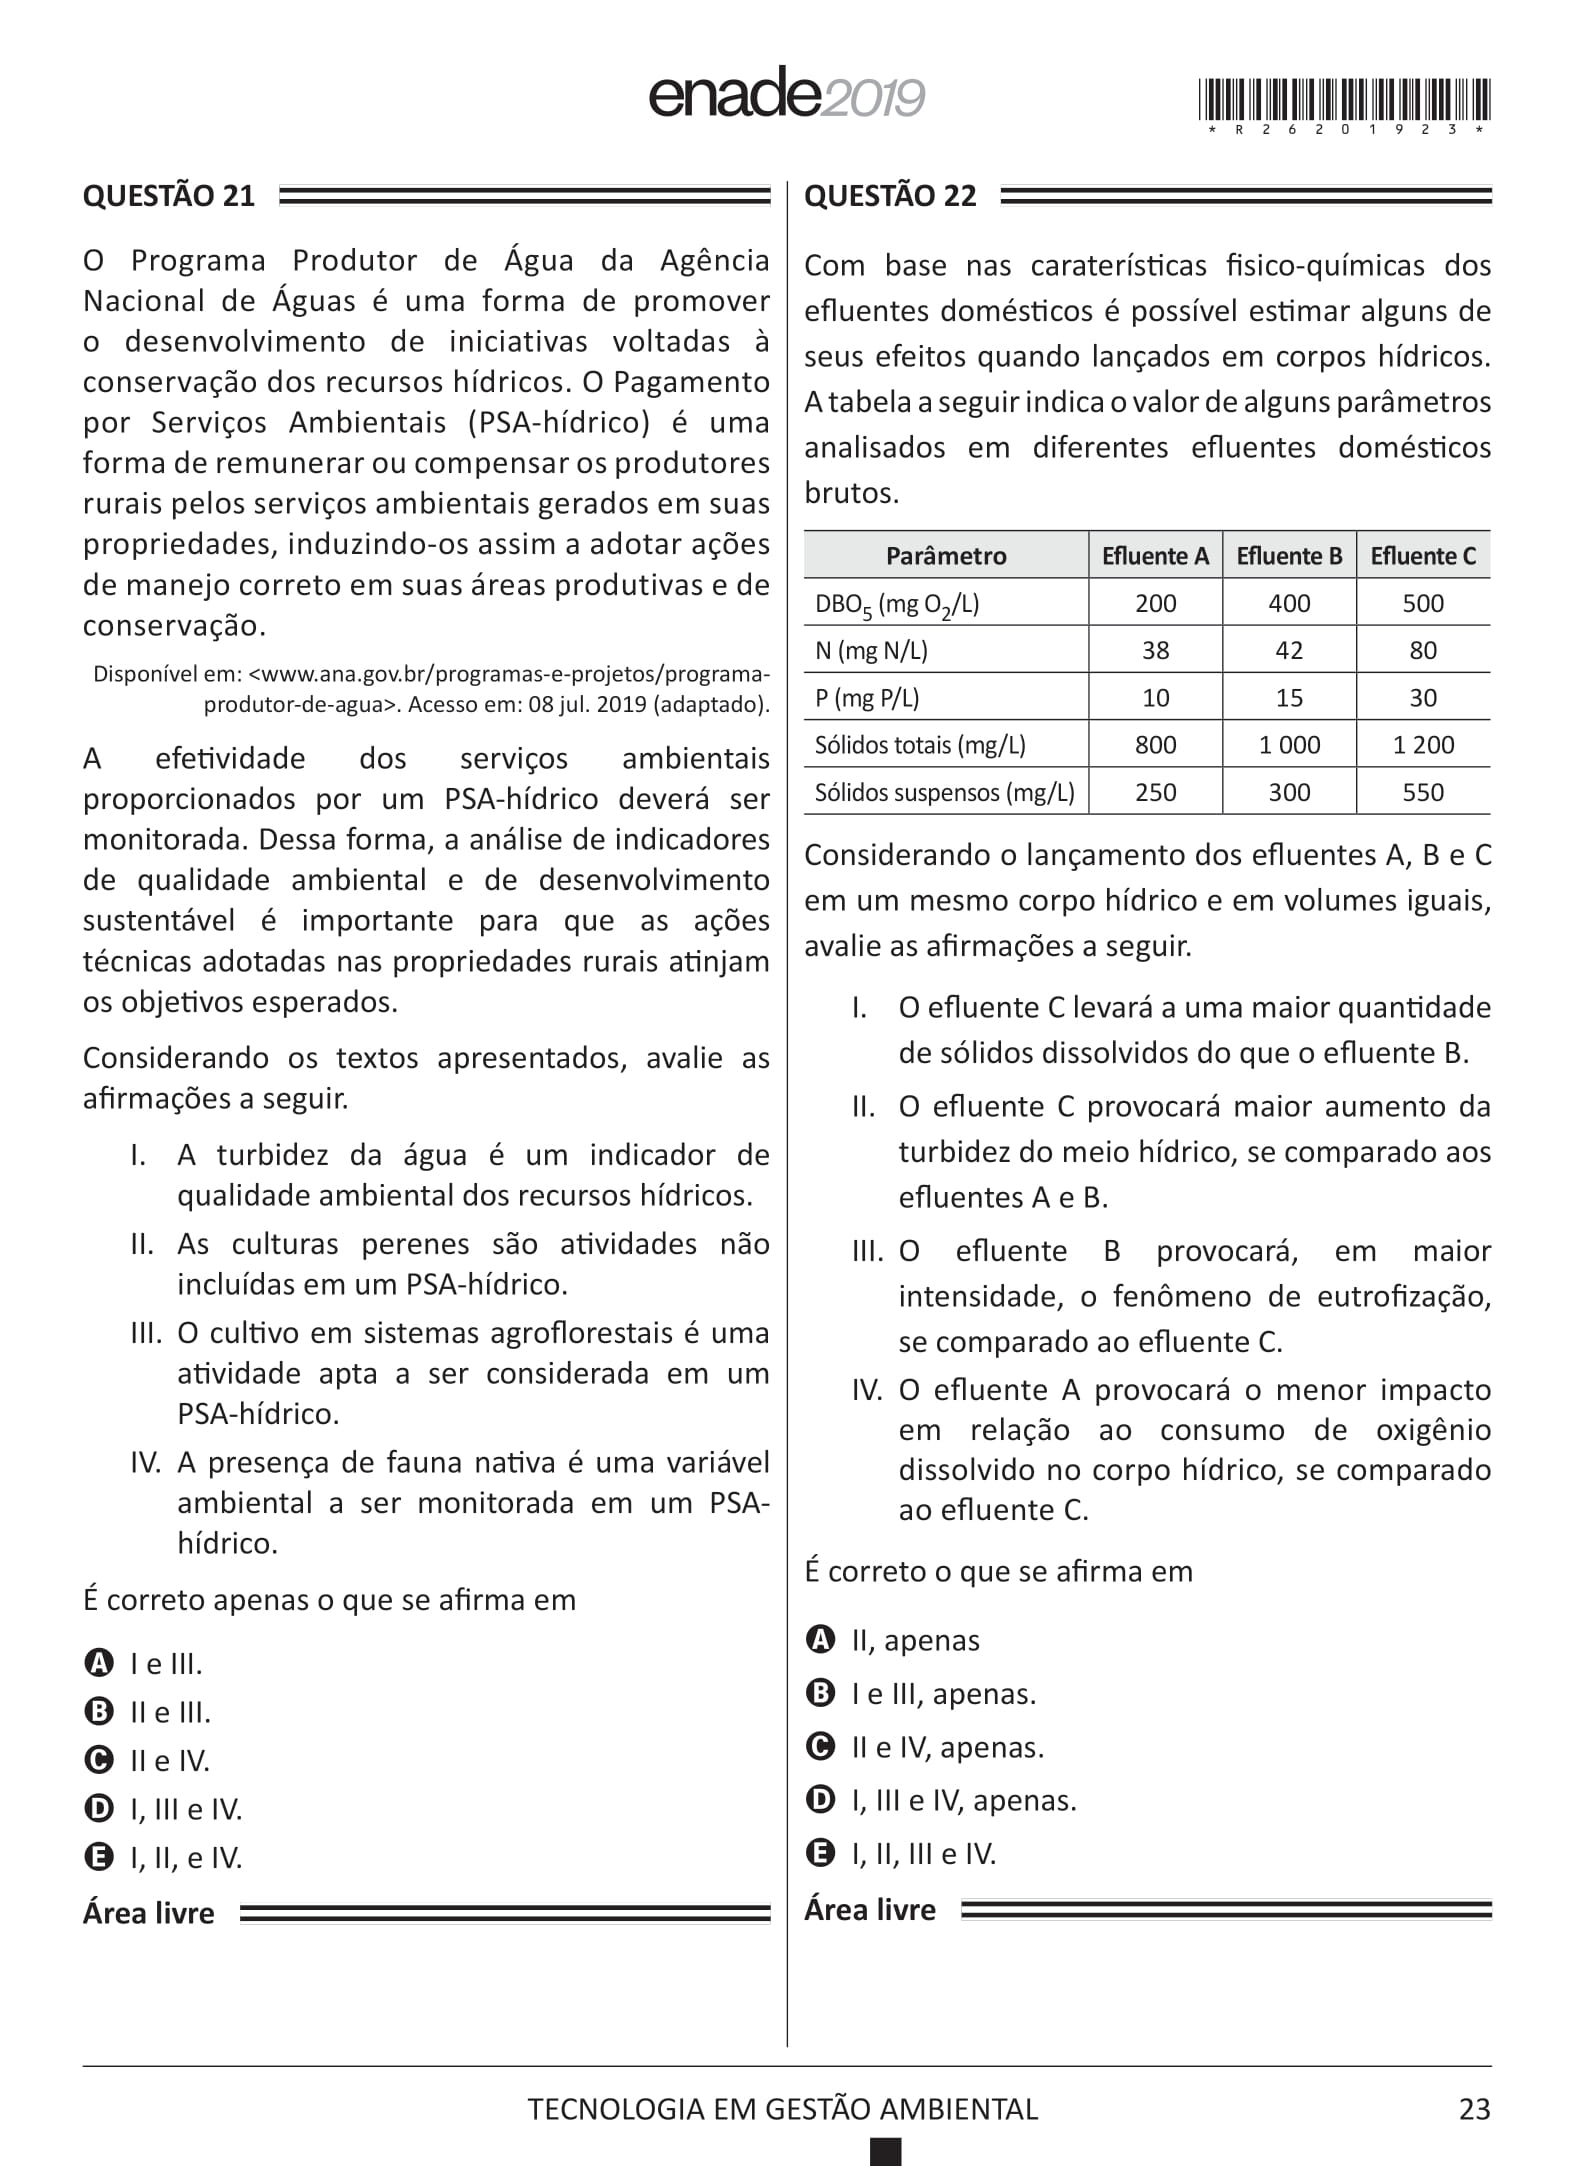 enade2019
*R26201923*
QUESTÃO 21
O Programa Produtor de Água da Agência
Nacional de Águas é uma forma de promover
o desenvolvimento de iniciativas voltadas à
conservação dos recursos hídricos. O Pagamento
por Serviços Ambientais (PSA-hídrico) é uma
forma de remunerar ou compensar os produtores
rurais pelos serviços ambientais gerados em suas
propriedades, induzindo-os assim a adotar ações
de manejo correto em suas áreas produtivas e de
conservação.
Disponível em: <www.ana.gov.br/programas-e-projetos/programa-
produtor-de-agua>. Acesso em: 08 jul. 2019 (adaptado).
A efetividade dos serviços ambientais
proporcionados por um PSA-hídrico deverá ser
monitorada. Dessa forma, a análise de indicadores
de qualidade ambiental e de desenvolvimento
sustentável é importante para que as ações
técnicas adotadas nas propriedades rurais atinjam
os objetivos esperados.
Considerando os textos apresentados, avalie as
afirmações a seguir.
I. A turbidez da água é um indicador de
qualidade ambiental dos recursos hídricos.
II. As culturas perenes são atividades não
incluídas em um PSA-hídrico.
III. O cultivo em sistemas agroflorestais é uma
atividade apta a ser considerada em um
PSA-hídrico.
IV. A presença de fauna nativa é uma variável
ambiental a ser monitorada em um PSA-
hídrico.
É correto apenas o que se afirma em
A I e III.
B II e III.
C II e IV.
D I, III e IV.
E I, II, e IV.
Área livre
QUESTÃO 22
Com base nas caraterísticas fisico-químicas dos
efluentes domésticos é possível estimar alguns de
seus efeitos quando lançados em corpos hídricos.
A tabela a seguir indica o valor de alguns parâmetros
analisados em diferentes efluentes domésticos
brutos.
Parâmetro Efluente A Efluente B Efluente C
DBO5 (mg O2/L) 200 400 500
N (mg N/L) 38 42 80
P (mg P/L) 10 15 30
Sólidos totais (mg/L) 800 1 000 1 200
Sólidos suspensos (mg/L) 250 300 550
Considerando o lançamento dos efluentes A, B e C
em um mesmo corpo hídrico e em volumes iguais,
avalie as afirmações a seguir.
I. O efluente C levará a uma maior quantidade
de sólidos dissolvidos do que o efluente B.
II. O efluente C provocará maior aumento da
turbidez do meio hídrico, se comparado aos
efluentes A e B.
III. O efluente B provocará, em maior
intensidade, o fenômeno de eutrofização,
se comparado ao efluente C.
IV. O efluente A provocará o menor impacto
em relação ao consumo de oxigênio
dissolvido no corpo hídrico, se comparado
ao efluente C.
É correto o que se afirma em
A II, apenas
B I e III, apenas.
C II e IV, apenas.
D I, III e IV, apenas.
E I, II, III e IV.
Área livre
TECNOLOGIA EM GESTÃO AMBIENTAL
23